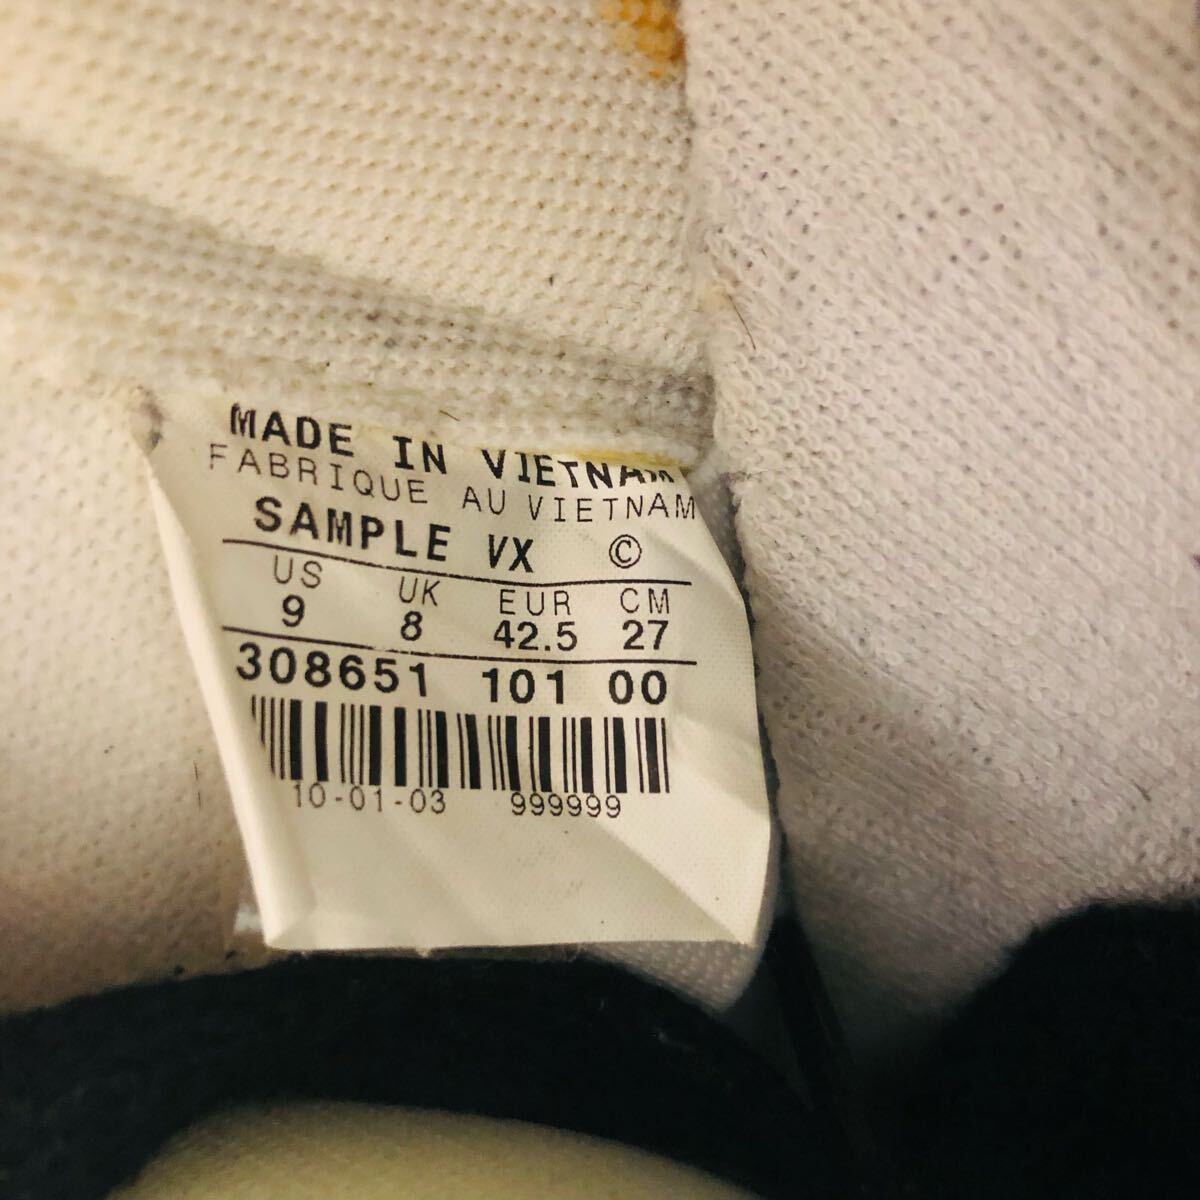 MADE IN VIETNAM
FABRIQUE AU VIETNAM
SAMPLE VX ©
US UK EUR CM
9 8 42.5 27
308651 101 00
10-01-03 999999